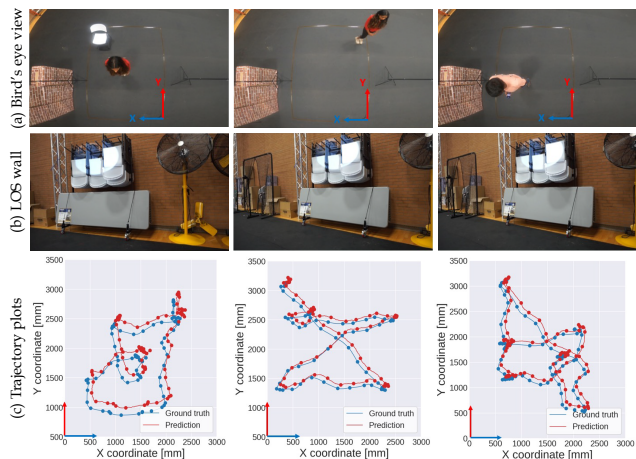 (a) Bird's eye view
Y
X
Y
X
Y
X
(b) LOS wall
(c) Trajectory plots
Y coordinate [mm]
3500
3000
2500
2000
1500
1000
500
500 1000 1500 2000 2500 3000
X coordinate [mm]
Ground truth
Prediction
Y coordinate [mm]
3500
3000
2500
2000
1500
1000
500
0 500 1000 1500 2000 2500 3000
X coordinate [mm]
Ground truth
Prediction
Y coordinate [mm]
3500
3000
2500
2000
1500
1000
500
0
0 500 1000 1500 2000 2500 3000
X coordinate [mm]
Ground truth
Prediction